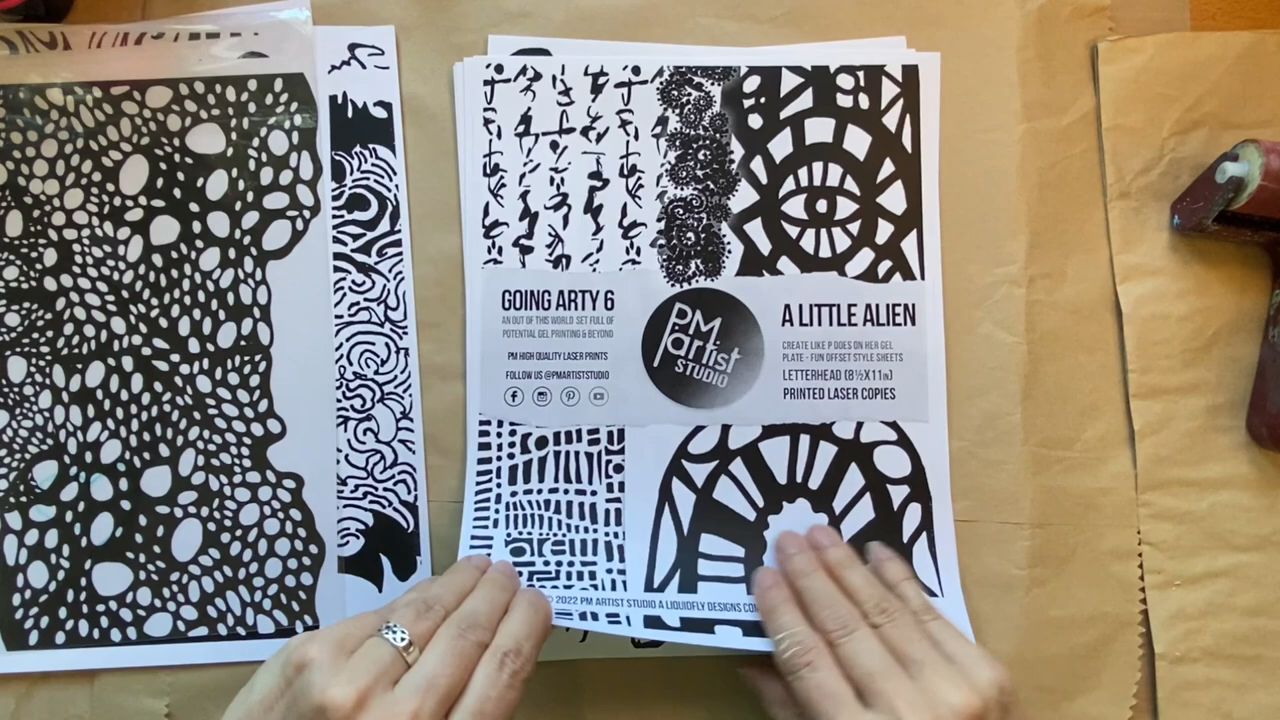 GOING ARTY 6
AN OUT OF THIS WORLD SET FULL OF
POTENTIAL GEL PRINTING & BEYOND
PM HIGH QUALITY LASER PRINTS
FOLLOW US @PMARTISTSTUDIO
PM
Artist
STUDIO
A LITTLE ALIEN
CREATE LIKE P DOES ON HER GEL
PLATE - FUN OFFSET STYLE SHEETS
LETTERHEAD (8½X11IN)
PRINTED LASER COPIES
© 2022 PM ARTIST STUDIO A LIQUIDFLY DESIGNS COM